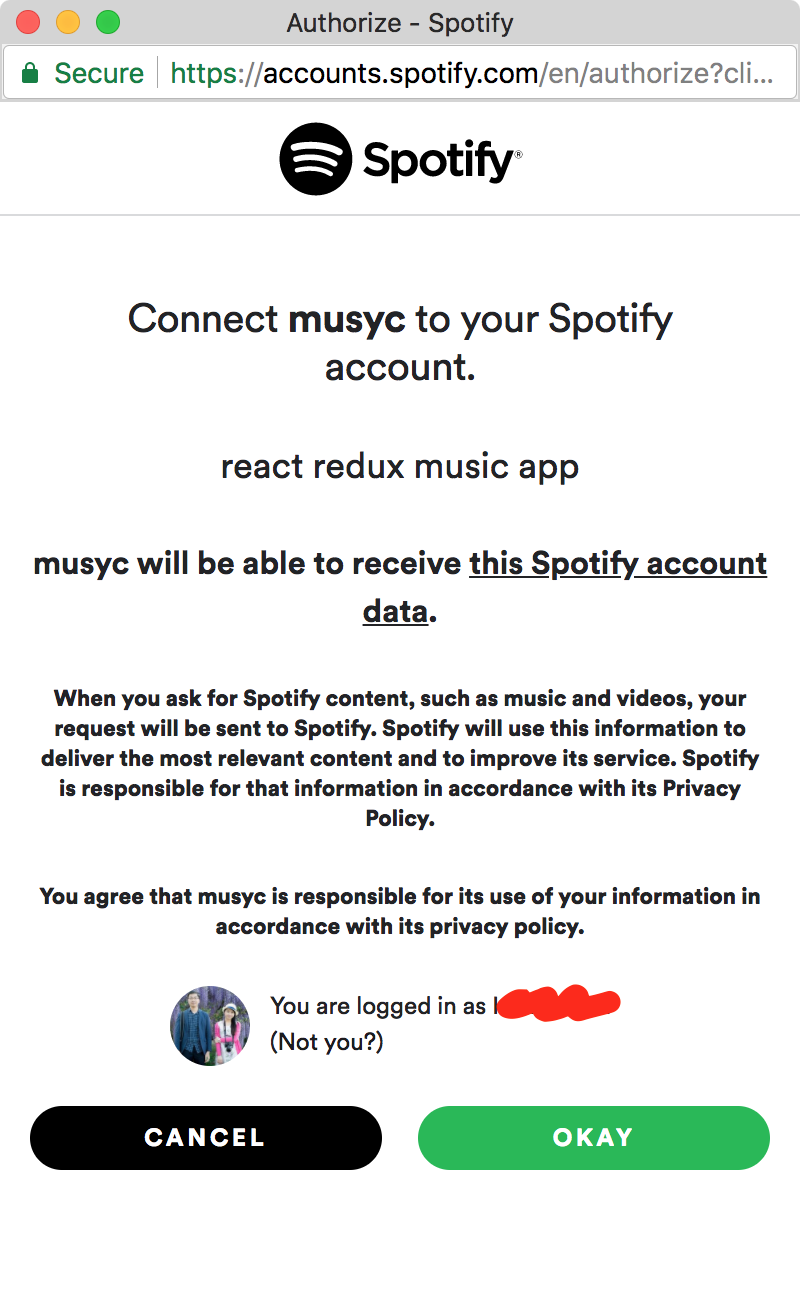 Authorize - Spotify
Secure https://accounts.spotify.com/en/authorize?cli...
Spotify®
Connect musyc to your Spotify
account.
react redux music app
musyc will be able to receive this Spotify account
data.
When you ask for Spotify content, such as music and videos, your
request will be sent to Spotify. Spotify will use this information to
deliver the most relevant content and to improve its service. Spotify
is responsible for that information in accordance with its Privacy
Policy.
You agree that musyc is responsible for its use of your information in
accordance with its privacy policy.
You are logged in as
(Not you?)
CANCEL
OKAY